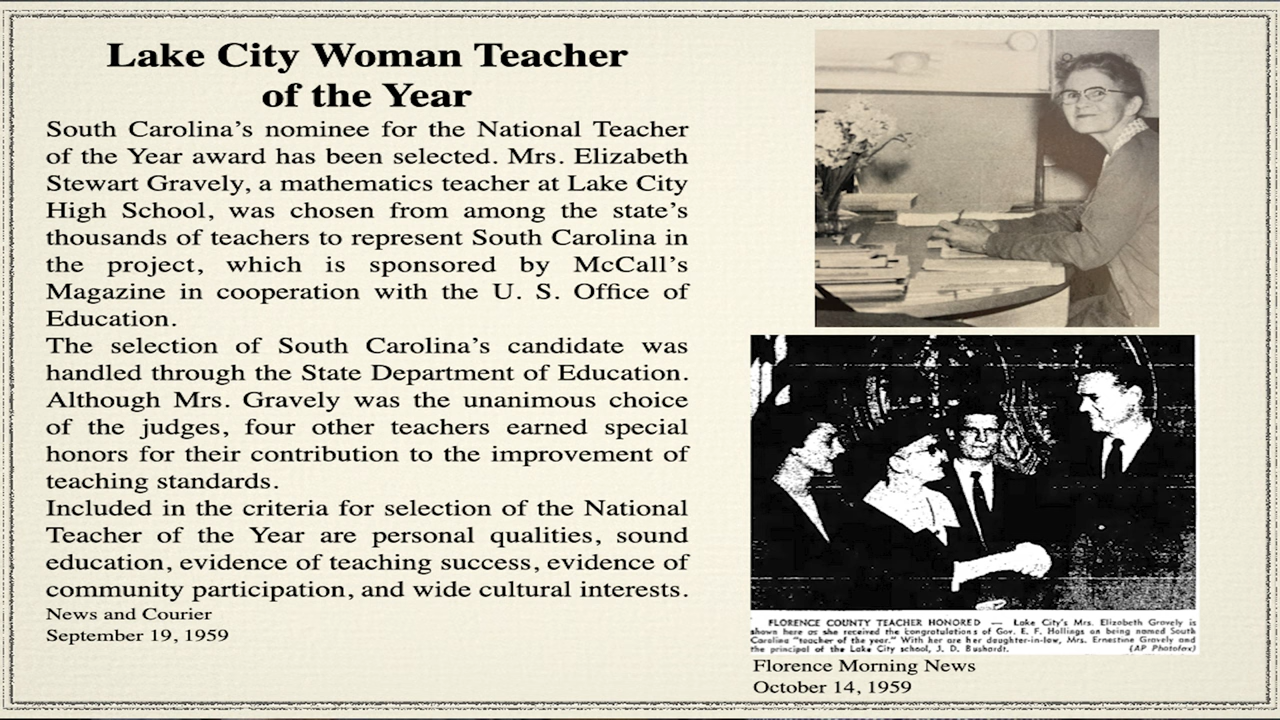 Lake City Woman Teacher
of the Year
South Carolina's nominee for the National Teacher
of the Year award has been selected. Mrs. Elizabeth
Stewart Gravely, a mathematics teacher at Lake City
High School, was chosen from among the state's
thousands of teachers to represent South Carolina in
the project, which is sponsored by McCall's
Magazine in cooperation with the U. S. Office of
Education.
The selection of South Carolina's candidate was
handled through the State Department of Education.
Although Mrs. Gravely was the unanimous choice
of the judges, four other teachers earned special
honors for their contribution to the improvement of
teaching standards.
Included in the criteria for selection of the National
Teacher of the Year are personal qualities, sound
education, evidence of teaching success, evidence of
community participation, and wide cultural interests.
News and Courier
September 19, 1959
FLORENCE COUNTY TEACHER HONORED — Lake City's Mrs. Elizabeth Gravely is
shown here as she received the congratulations of Gov. E. F. Hollings on being named South
Carolina "teacher of the year." With her are her daughter-in-law, Mrs. Ernestine Gravely and
the principal of the Lake City school, J. D. Bushardt. (AP Photofax)
Florence Morning News
October 14, 1959